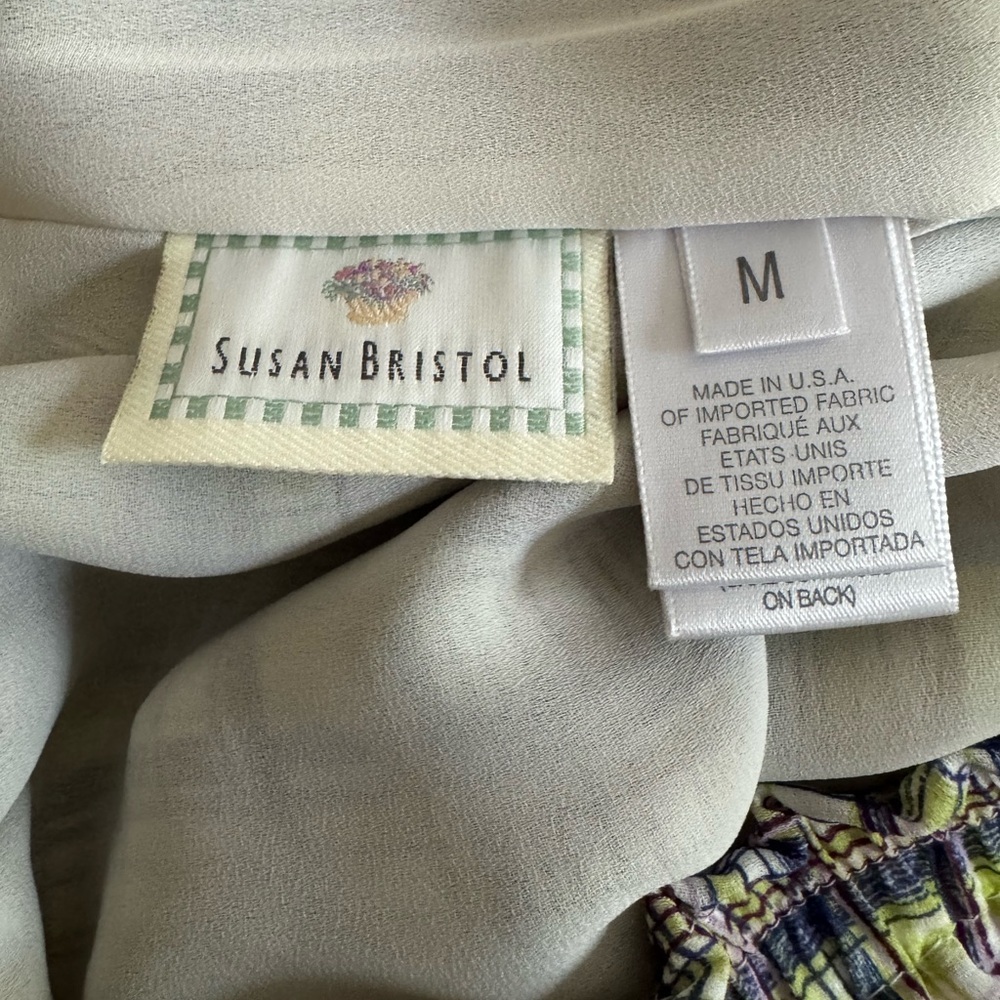 SUSAN BRISTOL
M
MADE IN U.S.A.
OF IMPORTED FABRIC
FABRIQUÉ AUX
ETATS UNIS
DE TISSU IMPORTE
HECHO EN
ESTADOS UNIDOS
CON TELA IMPORTADA
ON BACK)